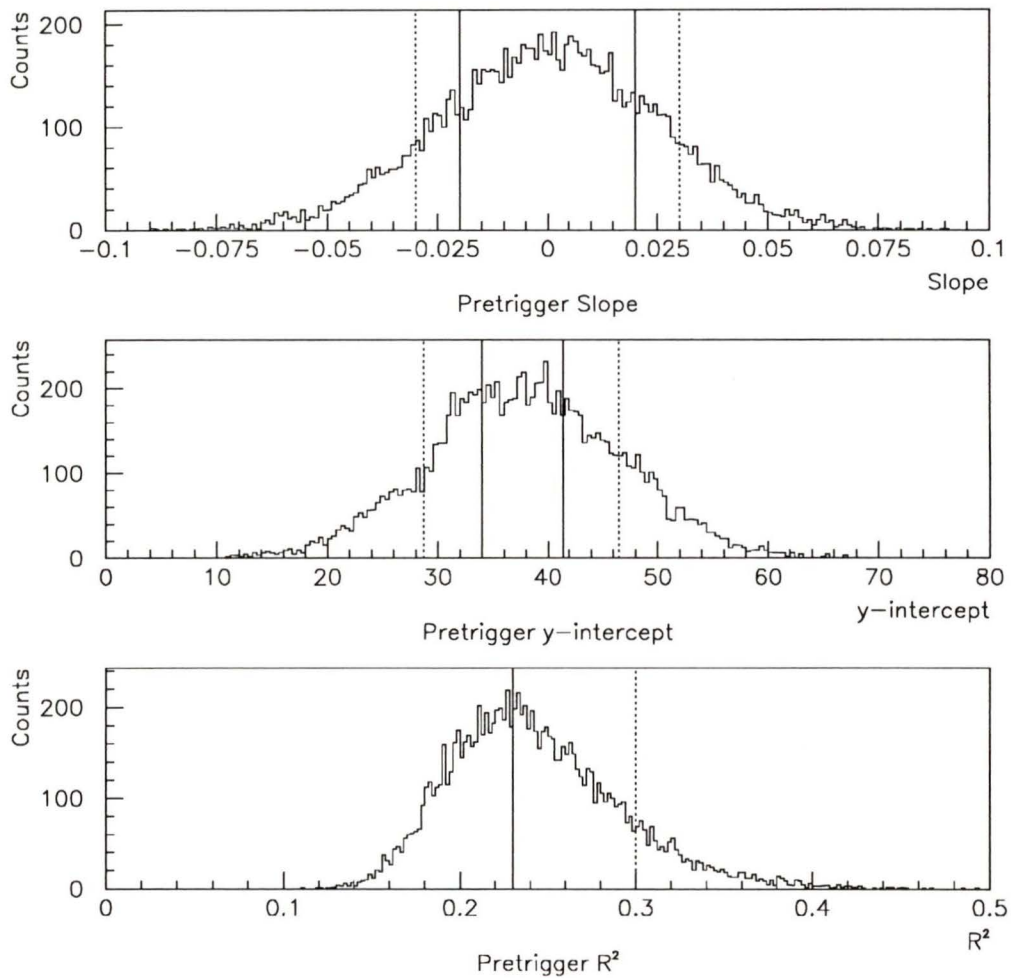 Counts
200
100
0
-0.1 -0.075 -0.05 -0.025 0 0.025 0.05 0.075 0.1
Slope
Pretrigger Slope
Counts
200
100
0
0 10 20 30 40 50 60 70 80
y-intercept
Pretrigger y-intercept
Counts
200
100
0
0 0.1 0.2 0.3 0.4 0.5
R²
Pretrigger R²